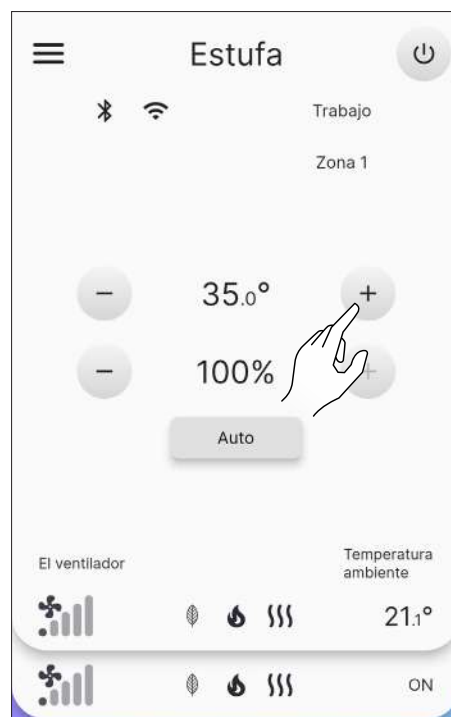 Estufa
Trabajo
Zona 1
− 35.0° +
− 100% +
Auto
El ventilador
Temperatura
ambiente
21.1°
ON